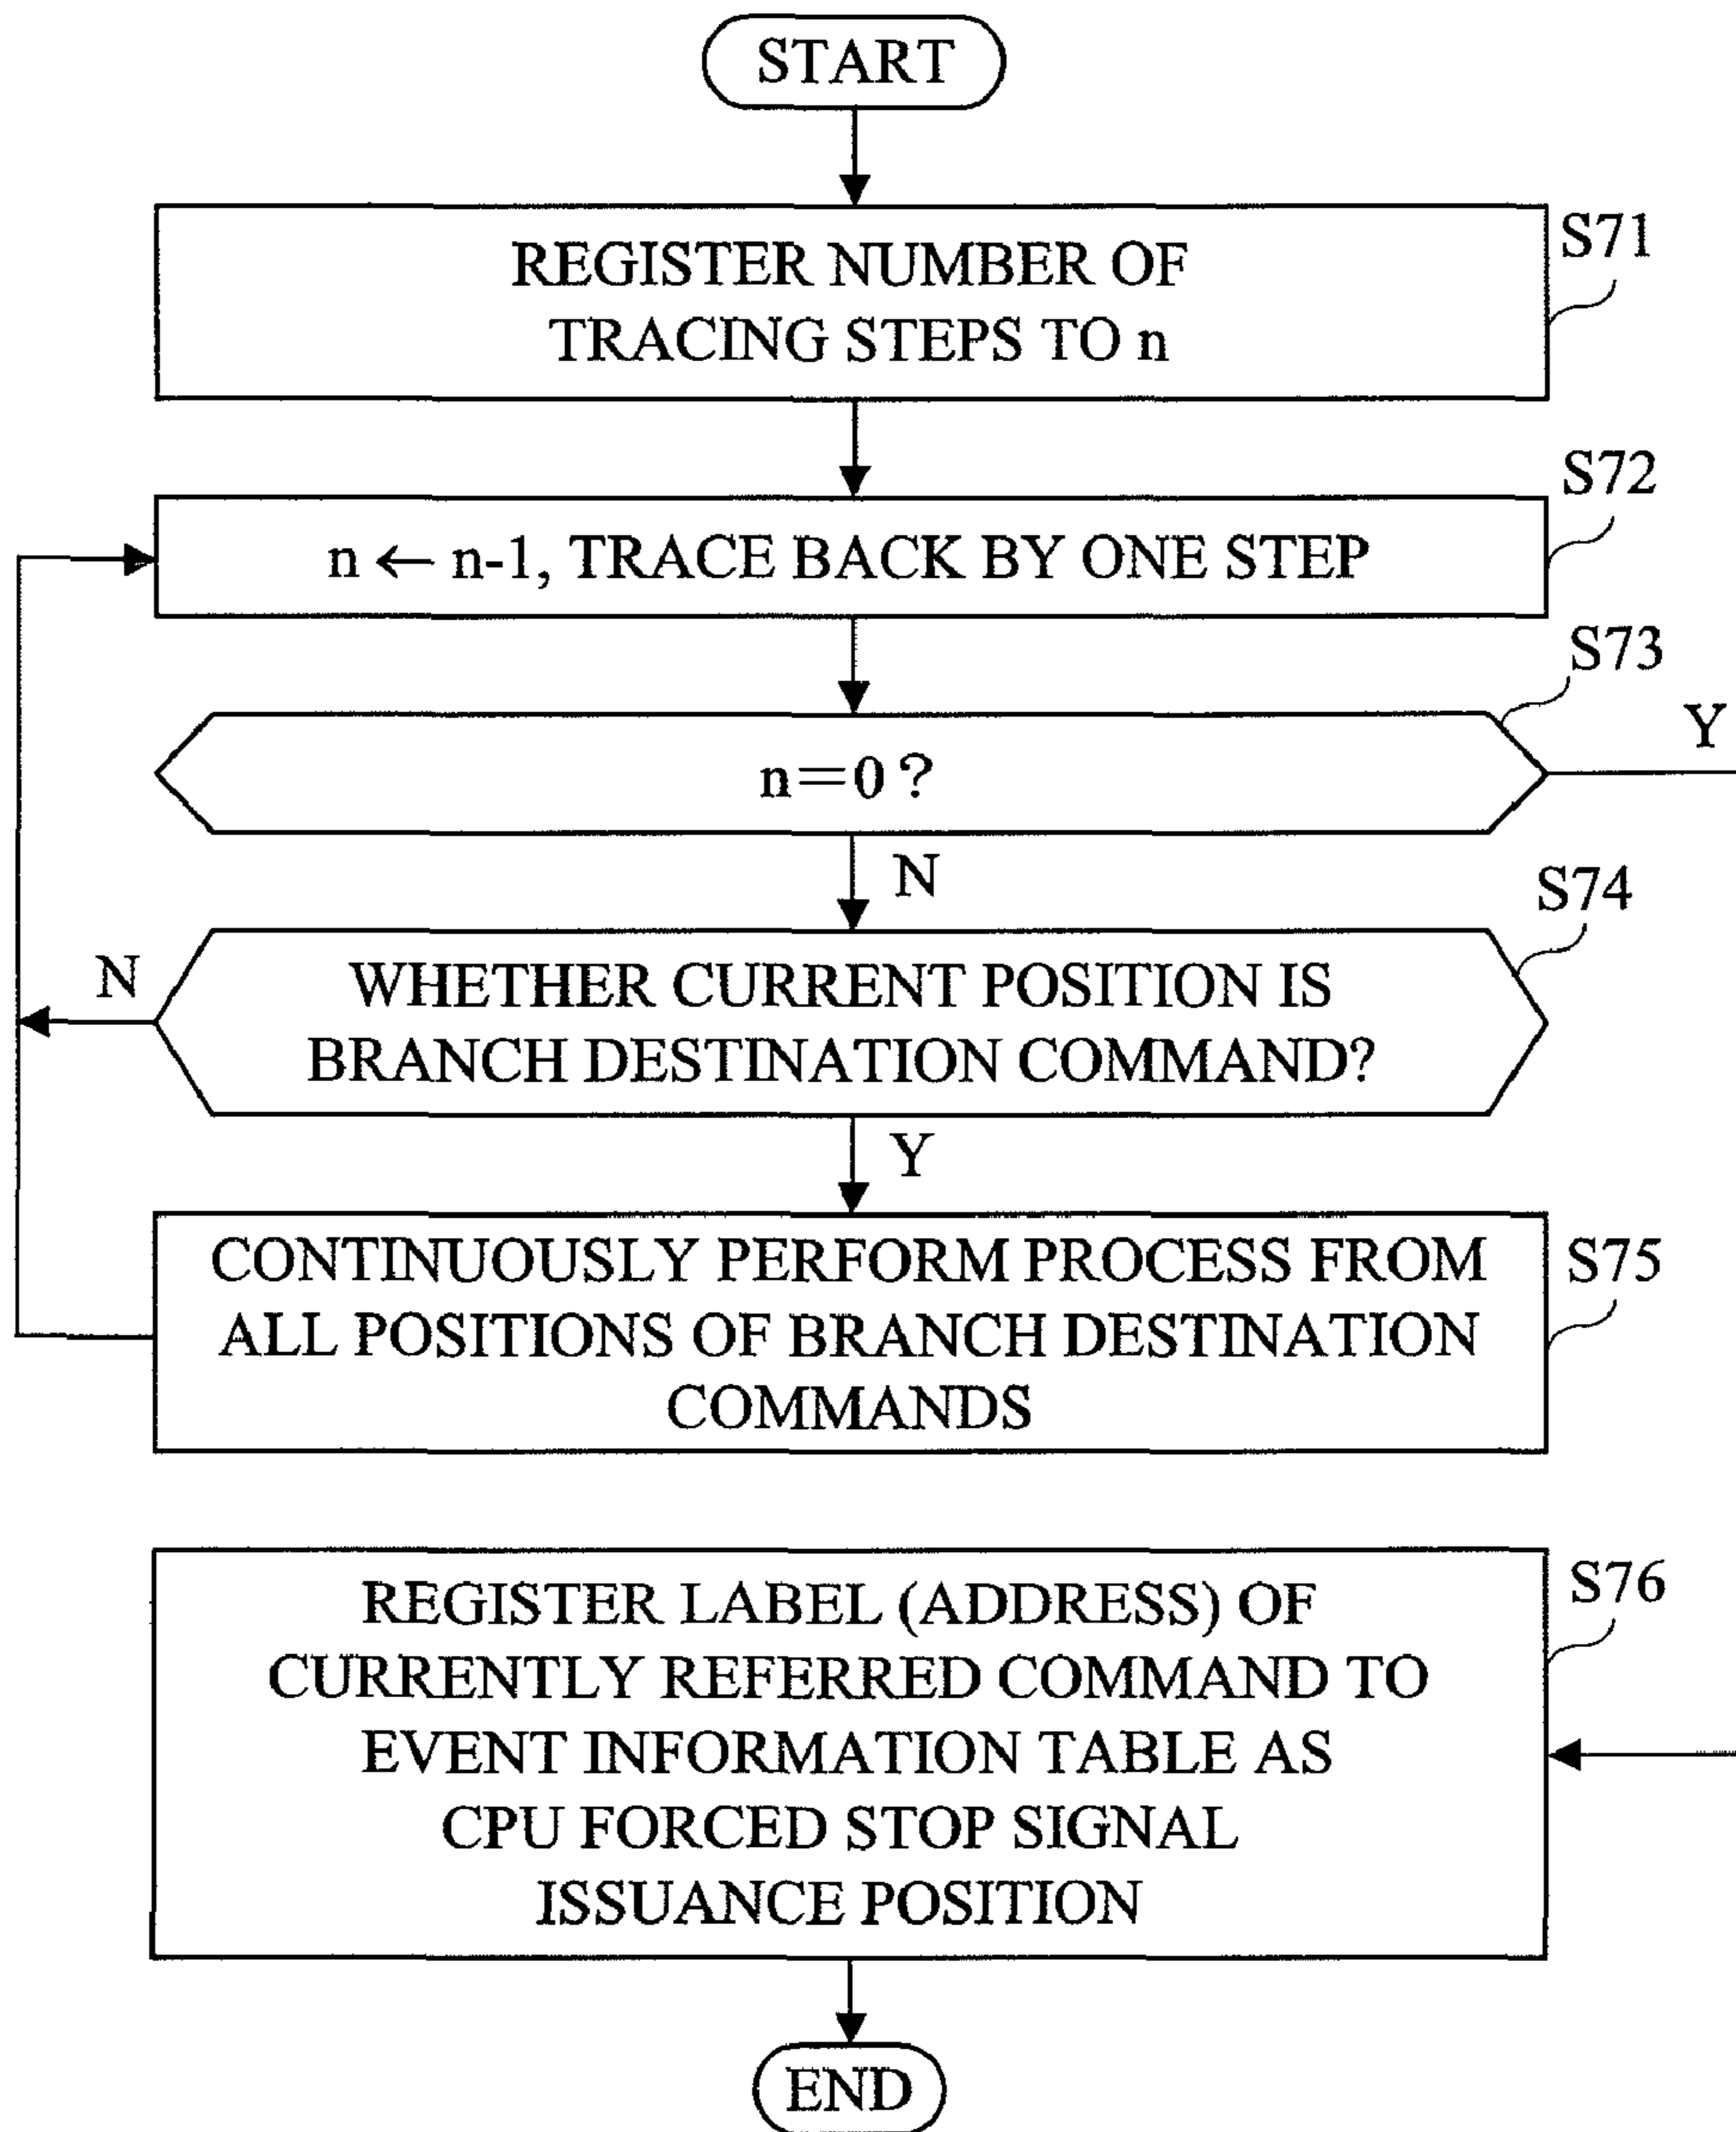 START
REGISTER NUMBER OF
TRACING STEPS TO n
S71
S72
n ← n-1, TRACE BACK BY ONE STEP
S73
n=0?
Y
N
S74
WHETHER CURRENT POSITION IS
BRANCH DESTINATION COMMAND?
N
Y
CONTINUOUSLY PERFORM PROCESS FROM
ALL POSITIONS OF BRANCH DESTINATION
COMMANDS
S75
REGISTER LABEL (ADDRESS) OF
CURRENTLY REFERRED COMMAND TO
EVENT INFORMATION TABLE AS
CPU FORCED STOP SIGNAL
ISSUANCE POSITION
S76
END